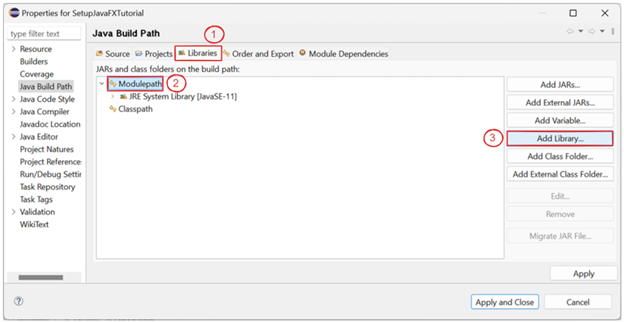 Properties for SetupJavaFXTutorial
type filter text
Resource
Builders
Coverage
Java Build Path
Java Code Style
Java Compiler
Javadoc Location
Java Editor
Project Natures
Project Reference
Run/Debug Settin
Task Repository
Task Tags
Validation
WikiText
Java Build Path
1
Source Projects Libraries Order and Export Module Dependencies
JARs and class folders on the build path:
Modulepath
2
JRE System Library [JavaSE-11]
Classpath
Add JARs...
Add External JARs...
Add Variable...
3
Add Library...
Add Class Folder...
Add External Class Folder...
Edit...
Remove
Migrate JAR File...
Apply
?
Apply and Close
Cancel